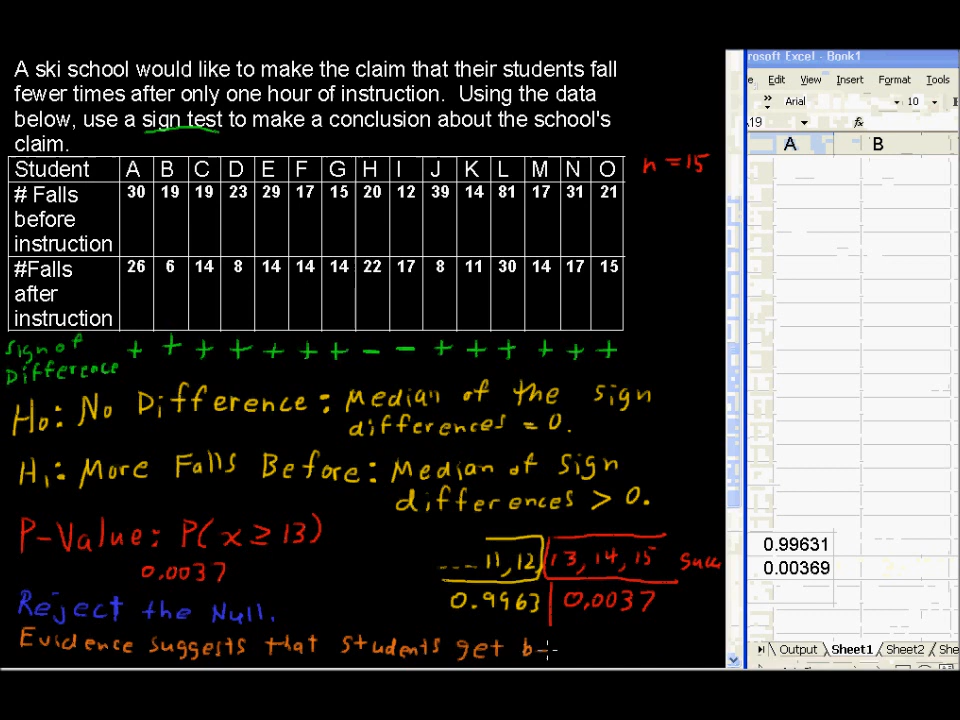 A ski school would like to make the claim that their students fall
fewer times after only one hour of instruction. Using the data
below, use a sign test to make a conclusion about the school's
claim.
Student A B C D E F G H I J K L M N O
n = 15
# Falls before instruction 30 19 19 23 29 17 15 20 12 39 14 81 17 31 21
#Falls after instruction 26 6 14 8 14 14 14 22 17 8 11 30 14 17 15
Sign of Difference + + + + + + + - - + + + + + +
Ho: No Difference: Median of the sign
differences = 0.
H1: More Falls Before: Median of sign
differences > 0.
P-Value: P(x ≥ 13)
0.0037
... 11, 12 13, 14, 15 Succ
0.9963 0.0037
Reject the Null.
Evidence suggests that students get b
rosoft Excel - Book1
e Edit View Insert Format Tools
» Arial 10
A19 fx
A B
0.99631
0.00369
Output Sheet1 Sheet2 She